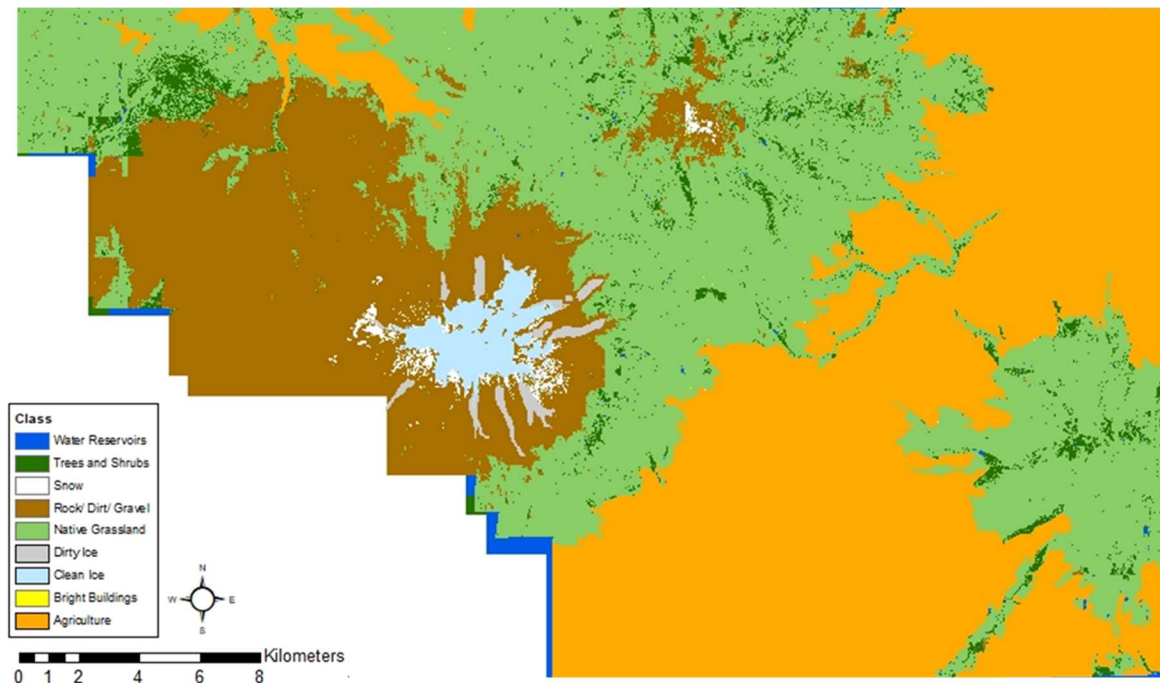 Class
Water Reservoirs
Trees and Shrubs
Snow
Rock/ Dirt/ Gravel
Native Grassland
Dirty Ice
Clean Ice
Bright Buildings
Agriculture
N
W E
S
Kilometers
0 1 2 4 6 8